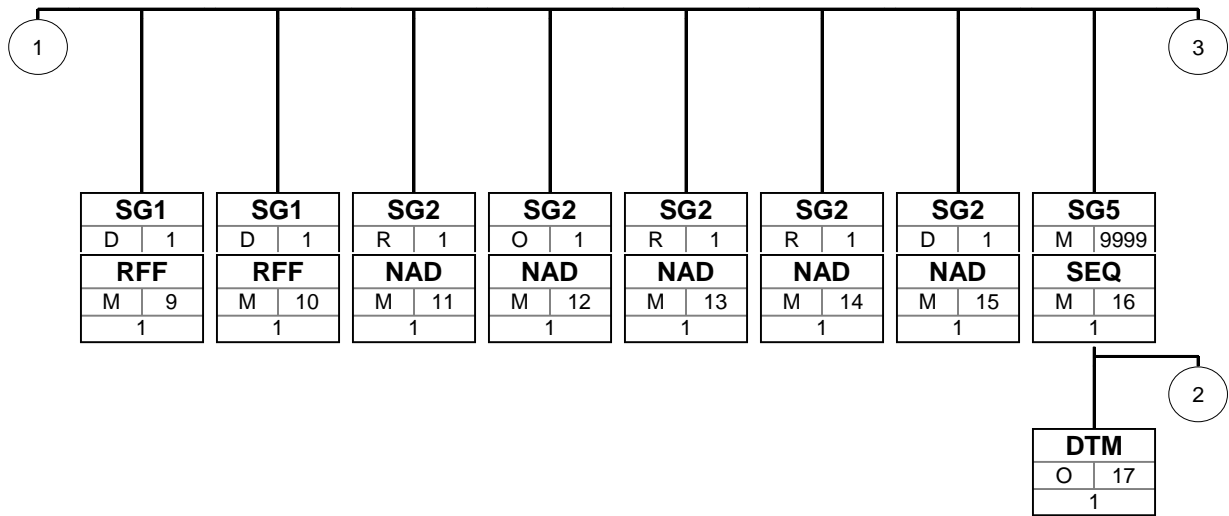 1 3
SG1 SG1 SG2 SG2 SG2 SG2 SG2 SG5
D 1 D 1 R 1 O 1 R 1 R 1 D 1 M 9999
RFF RFF NAD NAD NAD NAD NAD SEQ
M 9 M 10 M 11 M 12 M 13 M 14 M 15 M 16
1 1 1 1 1 1 1 1
2
DTM
O 17
1